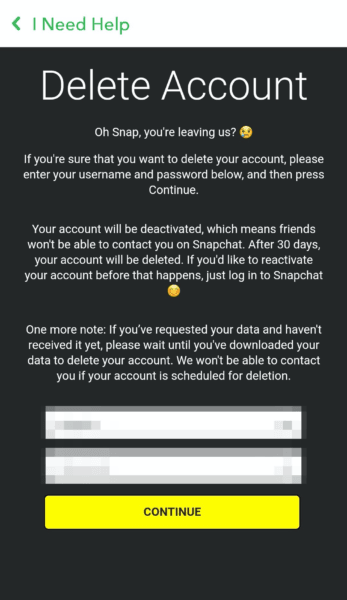 I Need Help
Delete Account
Oh Snap, you're leaving us? 😢
If you're sure that you want to delete your account, please
enter your username and password below, and then press
Continue.
Your account will be deactivated, which means friends
won't be able to contact you on Snapchat. After 30 days,
your account will be deleted. If you'd like to reactivate
your account before that happens, just log in to Snapchat
😊
One more note: If you’ve requested your data and haven't
received it yet, please wait until you've downloaded your
data to delete your account. We won't be able to contact
you if your account is scheduled for deletion.
CONTINUE